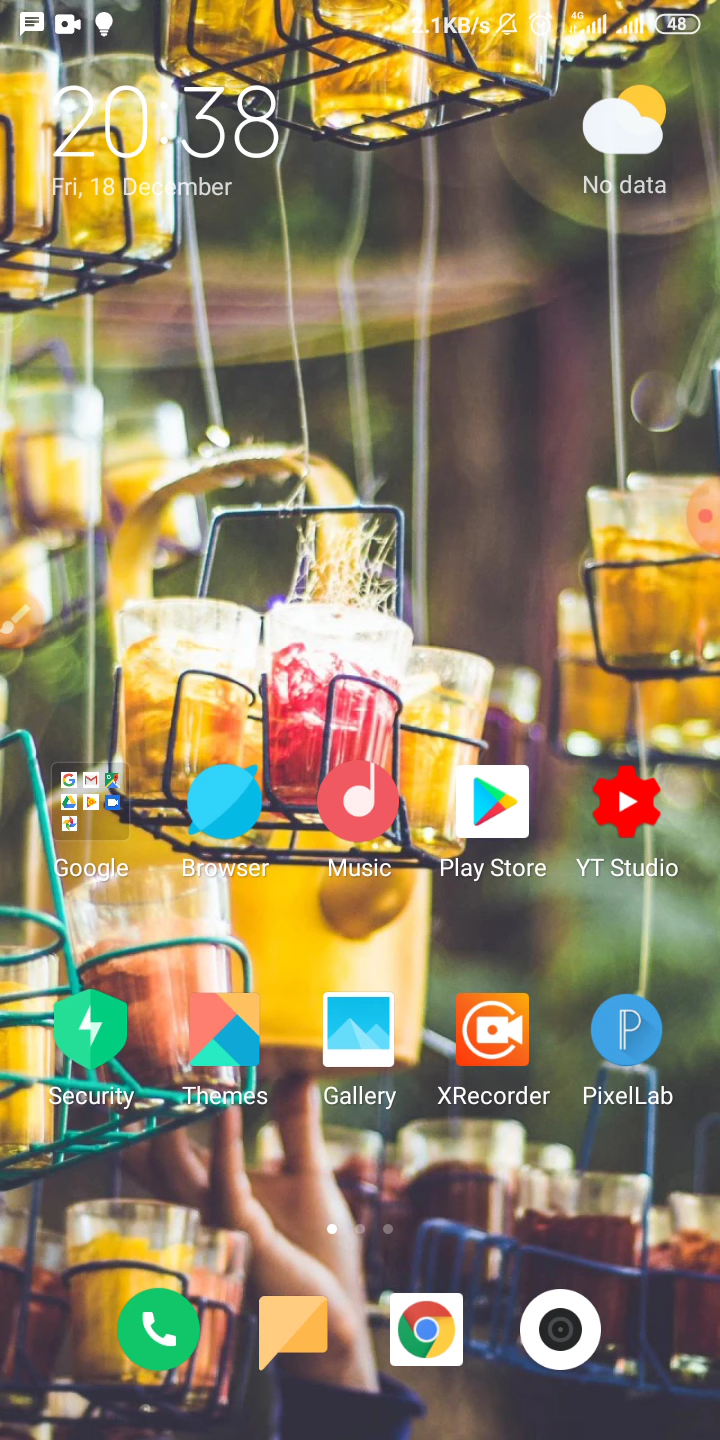 2.1KB/s 4G 48
20:38
Fri, 18 December
No data
Google Browser Music Play Store YT Studio
Security Themes Gallery XRecorder PixelLab